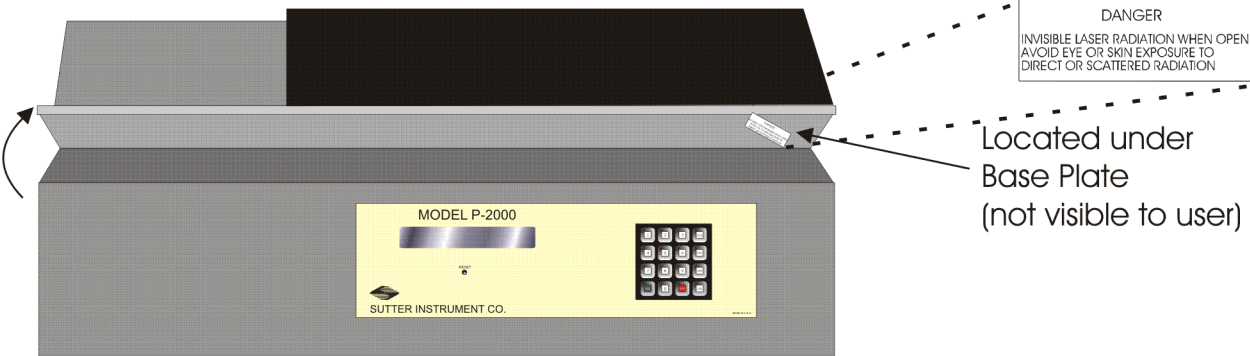 DANGER
INVISIBLE LASER RADIATION WHEN OPEN
AVOID EYE OR SKIN EXPOSURE TO
DIRECT OR SCATTERED RADIATION
Located under
Base Plate
(not visible to user)
MODEL P-2000
RESET
SUTTER INSTRUMENT CO.